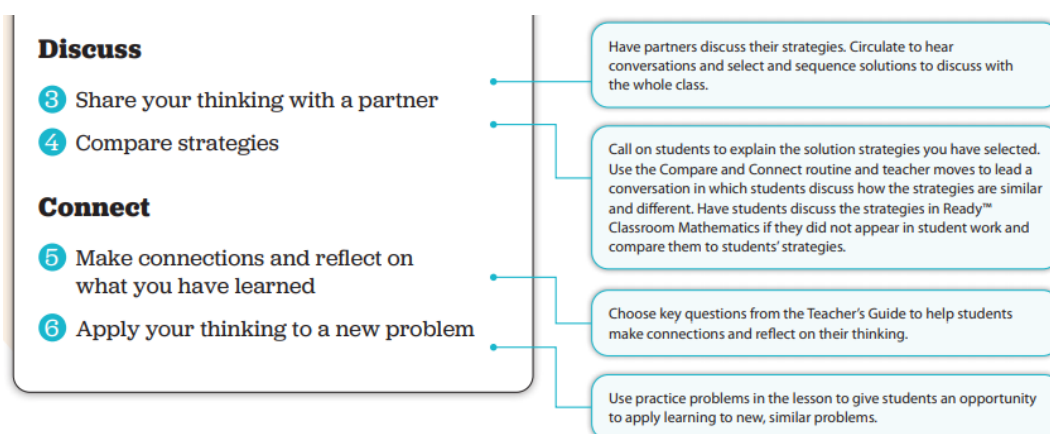 Discuss
3 Share your thinking with a partner
4 Compare strategies
Connect
5 Make connections and reflect on
what you have learned
6 Apply your thinking to a new problem
Have partners discuss their strategies. Circulate to hear
conversations and select and sequence solutions to discuss with
the whole class.
Call on students to explain the solution strategies you have selected.
Use the Compare and Connect routine and teacher moves to lead a
conversation in which students discuss how the strategies are similar
and different. Have students discuss the strategies in Ready™
Classroom Mathematics if they did not appear in student work and
compare them to students’ strategies.
Choose key questions from the Teacher’s Guide to help students
make connections and reflect on their thinking.
Use practice problems in the lesson to give students an opportunity
to apply learning to new, similar problems.